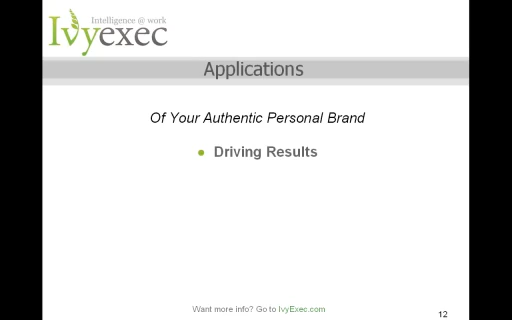 Intelligence @ work
Ivyexec
Applications
Of Your Authentic Personal Brand
● Driving Results
Want more info? Go to IvyExec.com
12